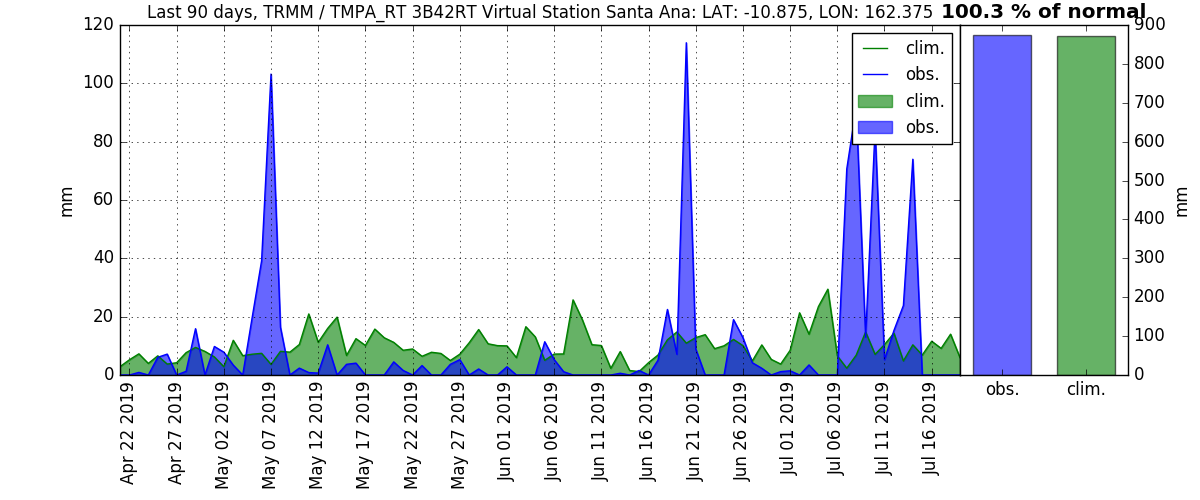 Last 90 days, TRMM / TMPA_RT 3B42RT Virtual Station Santa Ana: LAT: -10.875, LON: 162.375 100.3 % of normal
120
100
80
60
40
20
0
mm
clim.
obs.
clim.
obs.
900
800
700
600
500
400
300
200
100
0
mm
obs.
clim.
Apr 22 2019
Apr 27 2019
May 02 2019
May 07 2019
May 12 2019
May 17 2019
May 22 2019
May 27 2019
Jun 01 2019
Jun 06 2019
Jun 11 2019
Jun 16 2019
Jun 21 2019
Jun 26 2019
Jul 01 2019
Jul 06 2019
Jul 11 2019
Jul 16 2019